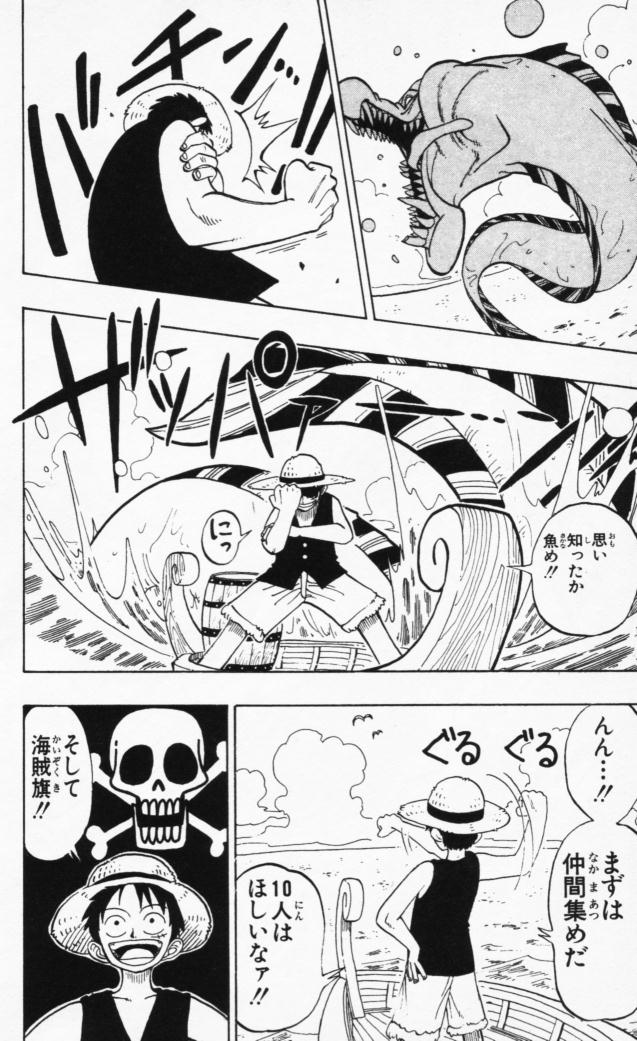 バチン…!!
ザッパァーー…ン
思い
知ったか
魚め!!
にっ
んん…!!
まずは
仲間集めだ
ぐる ぐる
10人は
ほしいなァ!!
そして
海賊旗!!